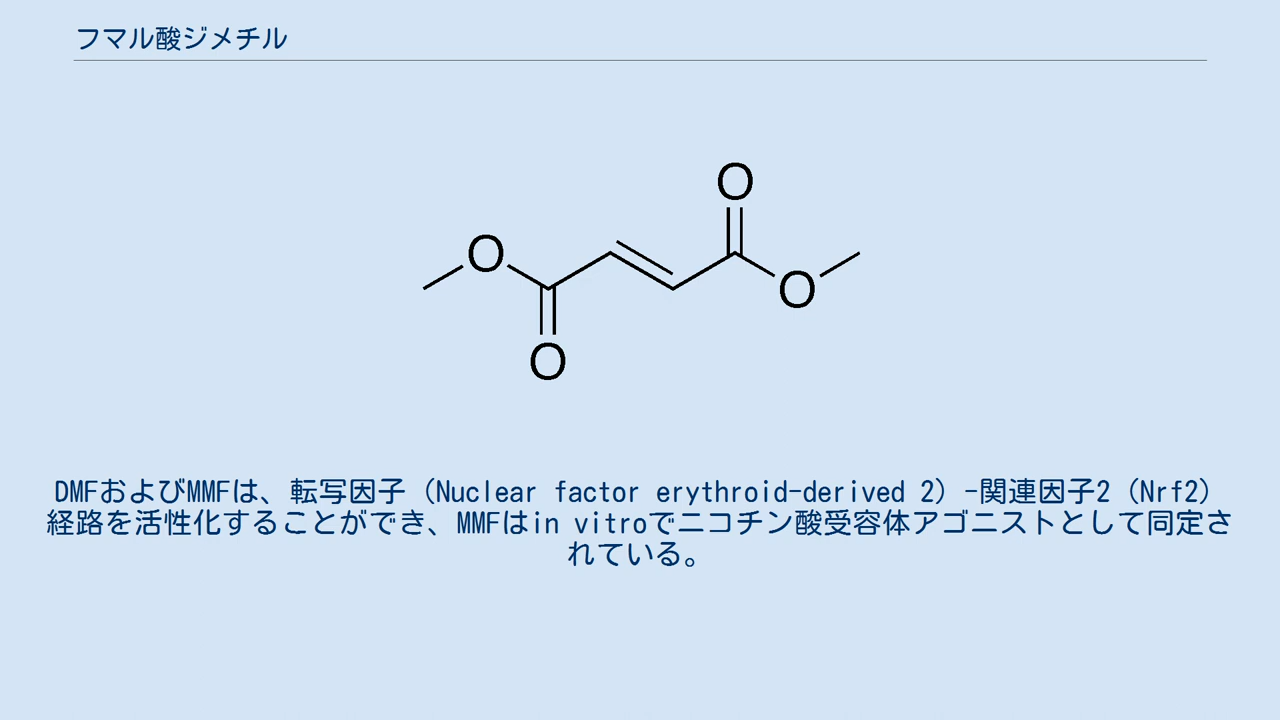 フマル酸ジメチル
O
O
O
O
DMFおよびMMFは、転写因子（Nuclear factor erythroid-derived 2）-関連因子2（Nrf2）
経路を活性化することができ、MMFはin vitroでニコチン酸受容体アゴニストとして同定さ
れている。